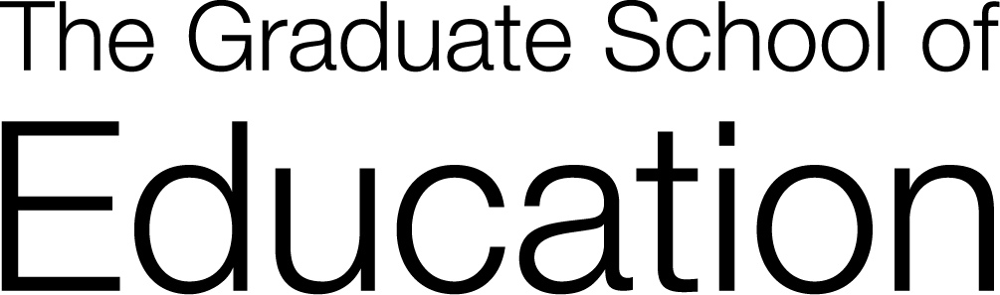 The Graduate School of
Education